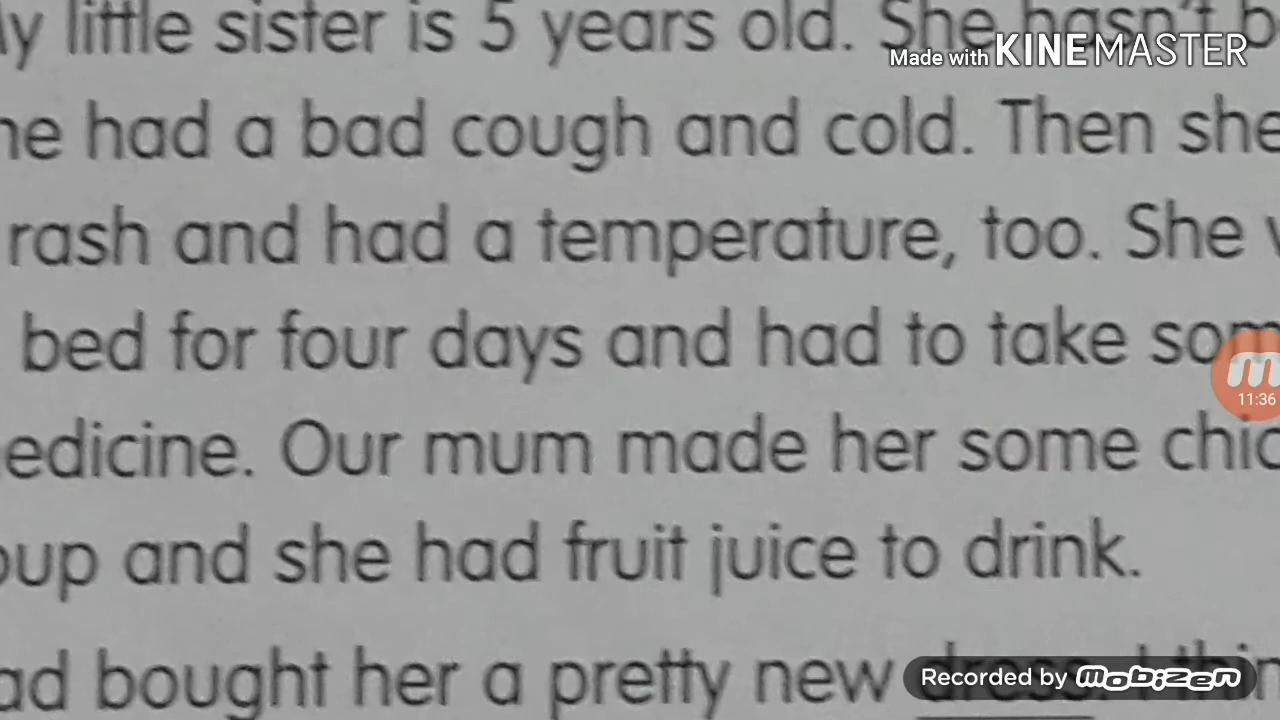 ly little sister is 5 years old. She hasn't b
Made with KINEMASTER
ne had a bad cough and cold. Then she
rash and had a temperature, too. She
bed for four days and had to take som
11:36
edicine. Our mum made her some chic
oup and she had fruit juice to drink.
ad bought her a pretty new dress. I thin
Recorded by mobizen